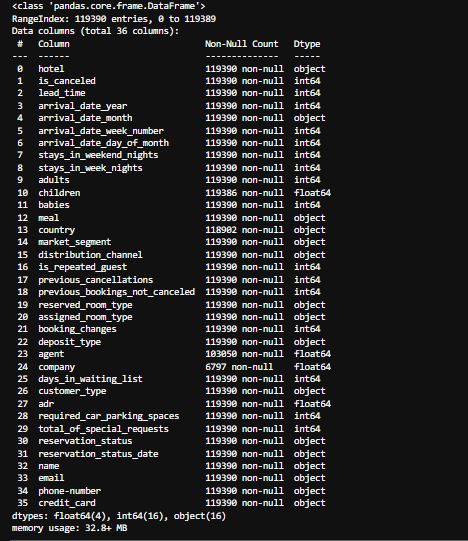 <class 'pandas.core.frame.DataFrame'>
RangeIndex: 119390 entries, 0 to 119389
Data columns (total 36 columns):
 #   Column                          Non-Null Count   Dtype
---  ------                          --------------   -----
 0   hotel                           119390 non-null  object
 1   is_canceled                     119390 non-null  int64
 2   lead_time                       119390 non-null  int64
 3   arrival_date_year               119390 non-null  int64
 4   arrival_date_month              119390 non-null  object
 5   arrival_date_week_number        119390 non-null  int64
 6   arrival_date_day_of_month       119390 non-null  int64
 7   stays_in_weekend_nights         119390 non-null  int64
 8   stays_in_week_nights            119390 non-null  int64
 9   adults                          119390 non-null  int64
 10  children                        119386 non-null  float64
 11  babies                          119390 non-null  int64
 12  meal                            119390 non-null  object
 13  country                         118902 non-null  object
 14  market_segment                  119390 non-null  object
 15  distribution_channel            119390 non-null  object
 16  is_repeated_guest               119390 non-null  int64
 17  previous_cancellations          119390 non-null  int64
 18  previous_bookings_not_canceled  119390 non-null  int64
 19  reserved_room_type              119390 non-null  object
 20  assigned_room_type              119390 non-null  object
 21  booking_changes                 119390 non-null  int64
 22  deposit_type                    119390 non-null  object
 23  agent                           103050 non-null  float64
 24  company                         6797 non-null    float64
 25  days_in_waiting_list            119390 non-null  int64
 26  customer_type                   119390 non-null  object
 27  adr                             119390 non-null  float64
 28  required_car_parking_spaces     119390 non-null  int64
 29  total_of_special_requests       119390 non-null  int64
 30  reservation_status              119390 non-null  object
 31  reservation_status_date         119390 non-null  object
 32  name                            119390 non-null  object
 33  email                           119390 non-null  object
 34  phone-number                    119390 non-null  object
 35  credit_card                     119390 non-null  object
dtypes: float64(4), int64(16), object(16)
memory usage: 32.8+ MB